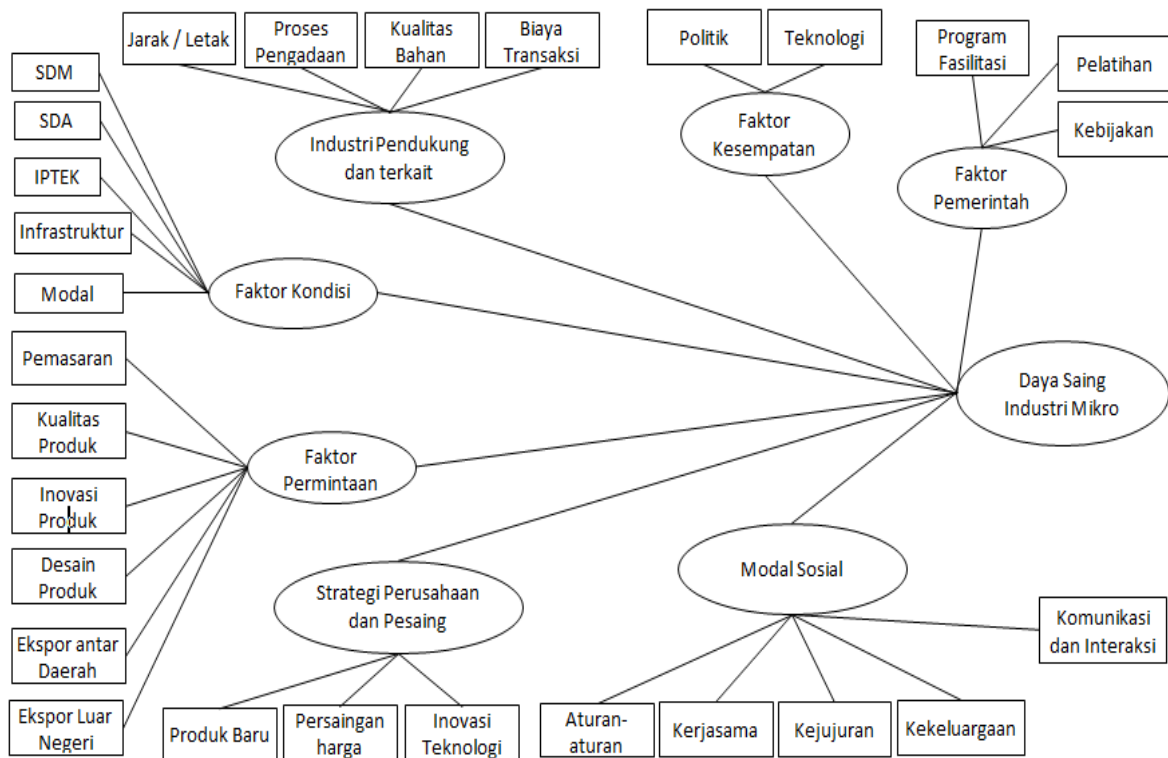 Jarak / Letak
Proses
Pengadaan
Kualitas
Bahan
Biaya
Transaksi
Politik
Teknologi
Program
Fasilitasi
Pelatihan
Kebijakan
SDM
SDA
IPTEK
Infrastruktur
Modal
Industri Pendukung
dan terkait
Faktor
Kesempatan
Faktor
Pemerintah
Faktor Kondisi
Pemasaran
Kualitas
Produk
Inovasi
Produk
Desain
Produk
Ekspor antar
Daerah
Ekspor Luar
Negeri
Faktor
Permintaan
Daya Saing
Industri Mikro
Strategi Perusahaan
dan Pesaing
Modal Sosial
Produk Baru
Persaingan
harga
Inovasi
Teknologi
Aturan-
aturan
Kerjasama
Kejujuran
Kekeluargaan
Komunikasi
dan Interaksi